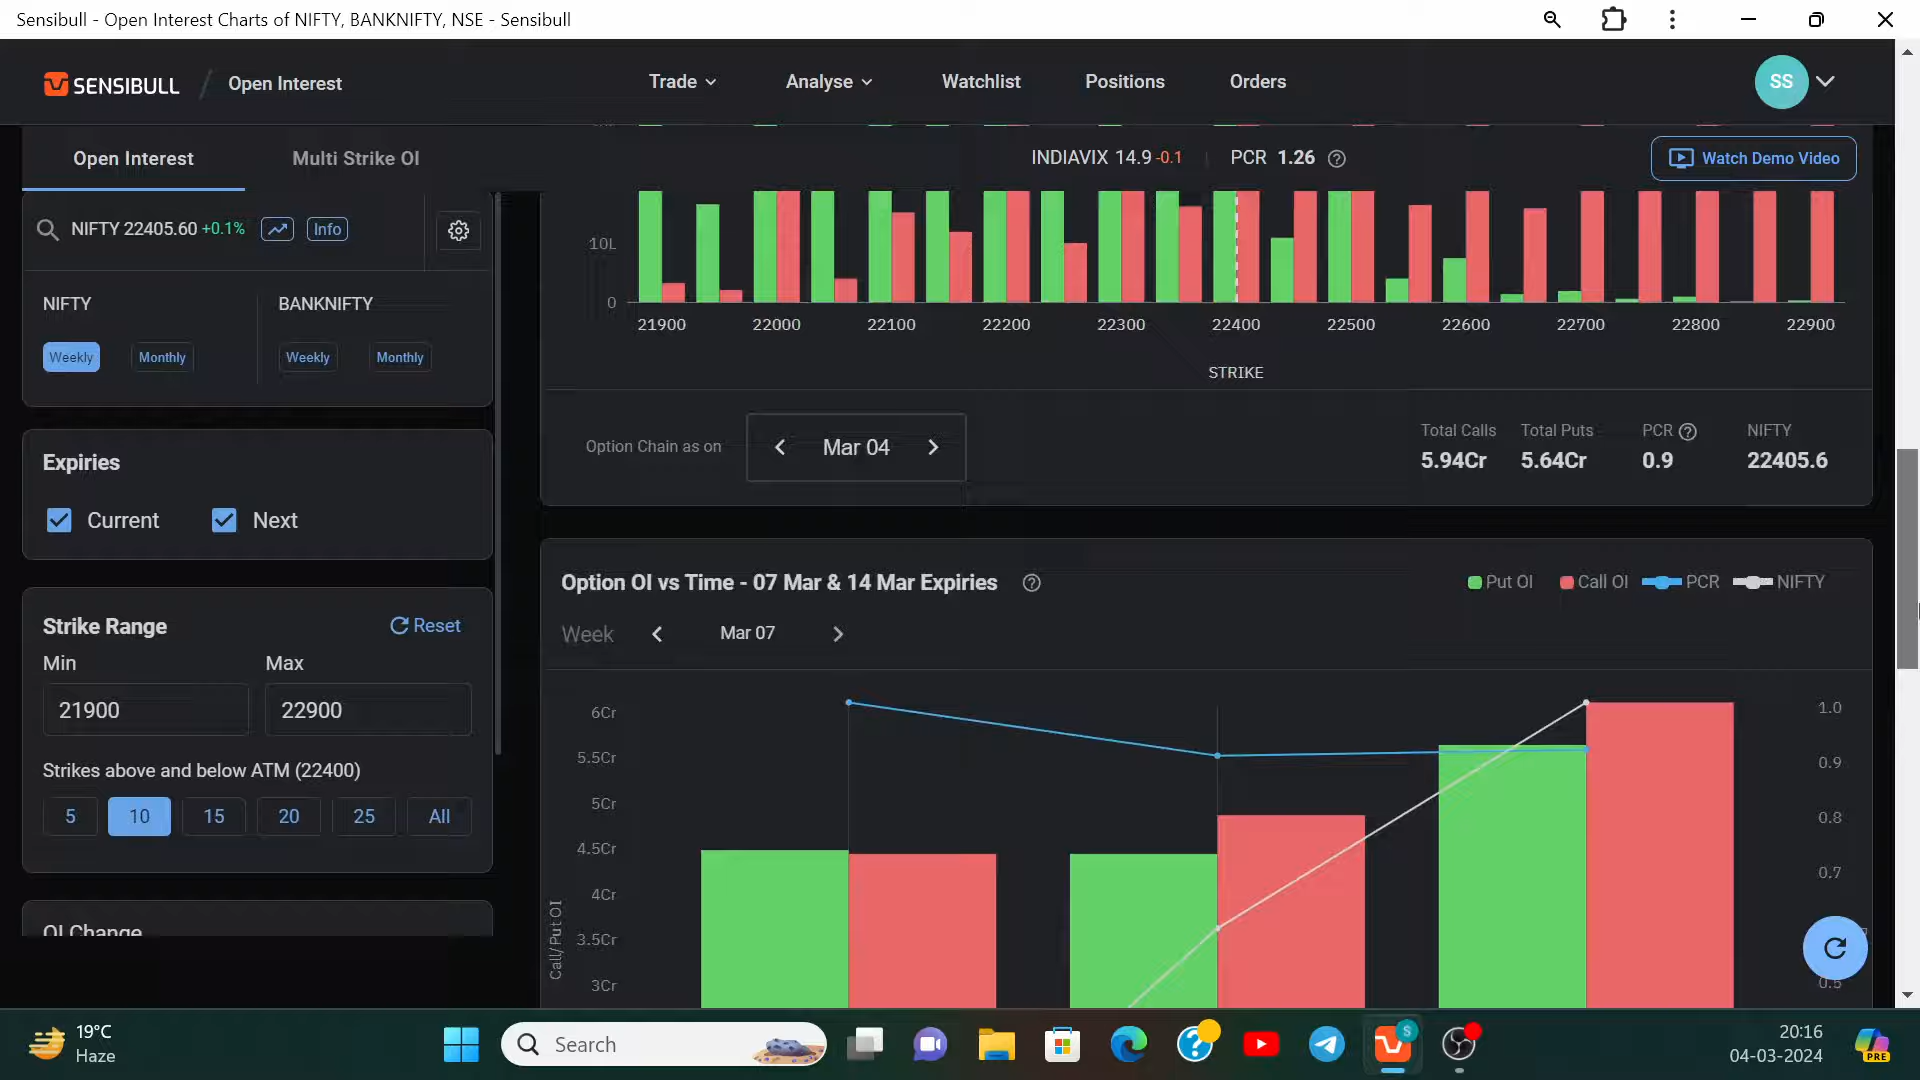 Sensibull - Open Interest Charts of NIFTY, BANKNIFTY, NSE - Sensibull
SENSIBULL / Open Interest
Trade
Analyse
Watchlist
Positions
Orders
SS
Open Interest
Multi Strike OI
INDIAVIX 14.9 -0.1
PCR 1.26
Watch Demo Video
NIFTY 22405.60 +0.1%
Info
NIFTY
BANKNIFTY
Weekly
Monthly
Weekly
Monthly
Expiries
Current
Next
Strike Range
Reset
Min
Max
21900
22900
Strikes above and below ATM (22400)
5
10
15
20
25
All
OI Change
10L
0
21900
22000
22100
22200
22300
22400
22500
22600
22700
22800
22900
STRIKE
Option Chain as on
Mar 04
Total Calls
Total Puts
PCR
NIFTY
5.94Cr
5.64Cr
0.9
22405.6
Option OI vs Time - 07 Mar & 14 Mar Expiries
Put OI
Call OI
PCR
NIFTY
Week
Mar 07
6Cr
5.5Cr
5Cr
4.5Cr
4Cr
3.5Cr
3Cr
Call/Put OI
1.0
0.9
0.8
0.7
0.5
19°C
Haze
Search
20:16
04-03-2024
PRE